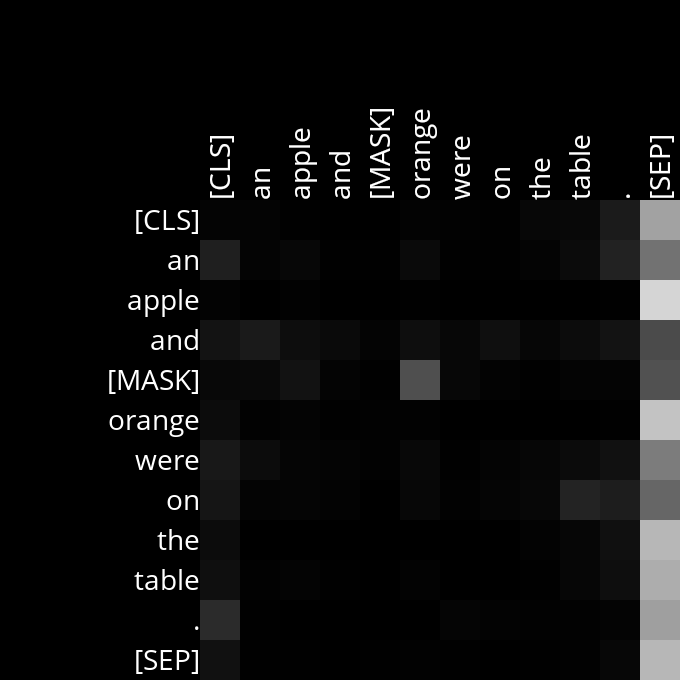 [CLS] an apple and [MASK] orange were on the table . [SEP]
[CLS]
an
apple
and
[MASK]
orange
were
on
the
table
.
[SEP]